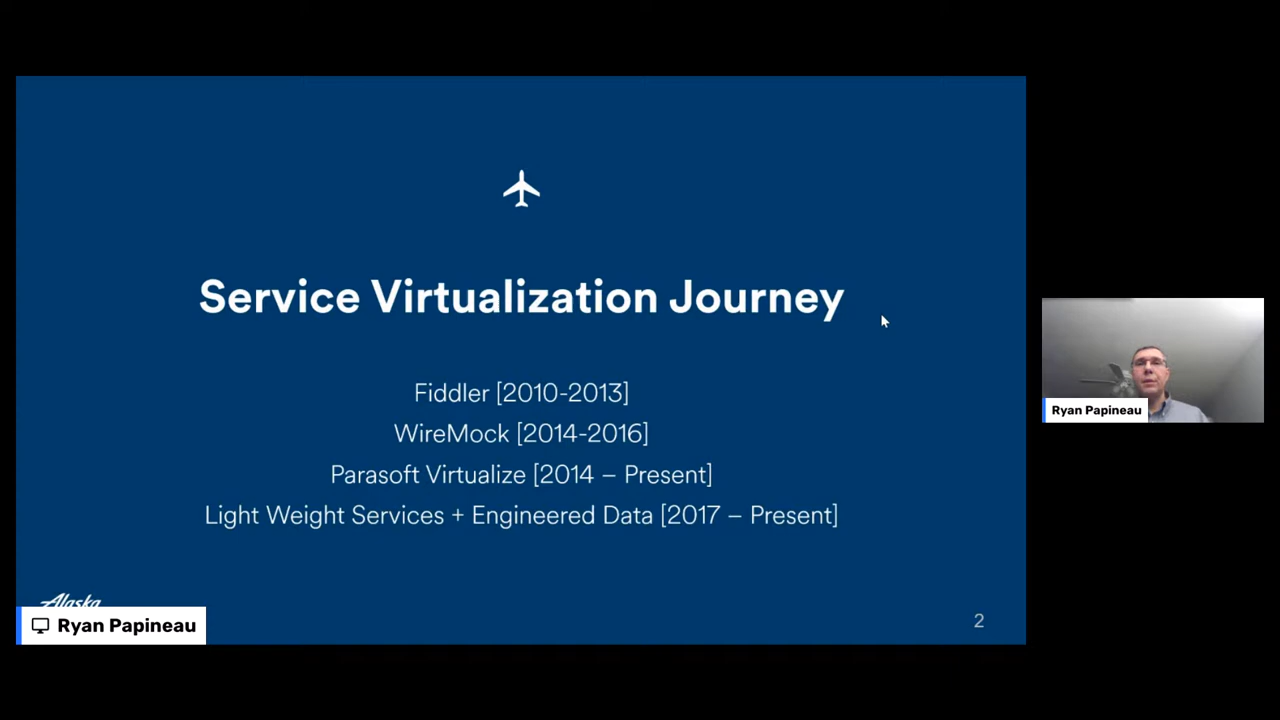 Service Virtualization Journey
Fiddler [2010-2013]
WireMock [2014-2016]
Parasoft Virtualize [2014 – Present]
Light Weight Services + Engineered Data [2017 – Present]
Alaska
Ryan Papineau
2
Ryan Papineau